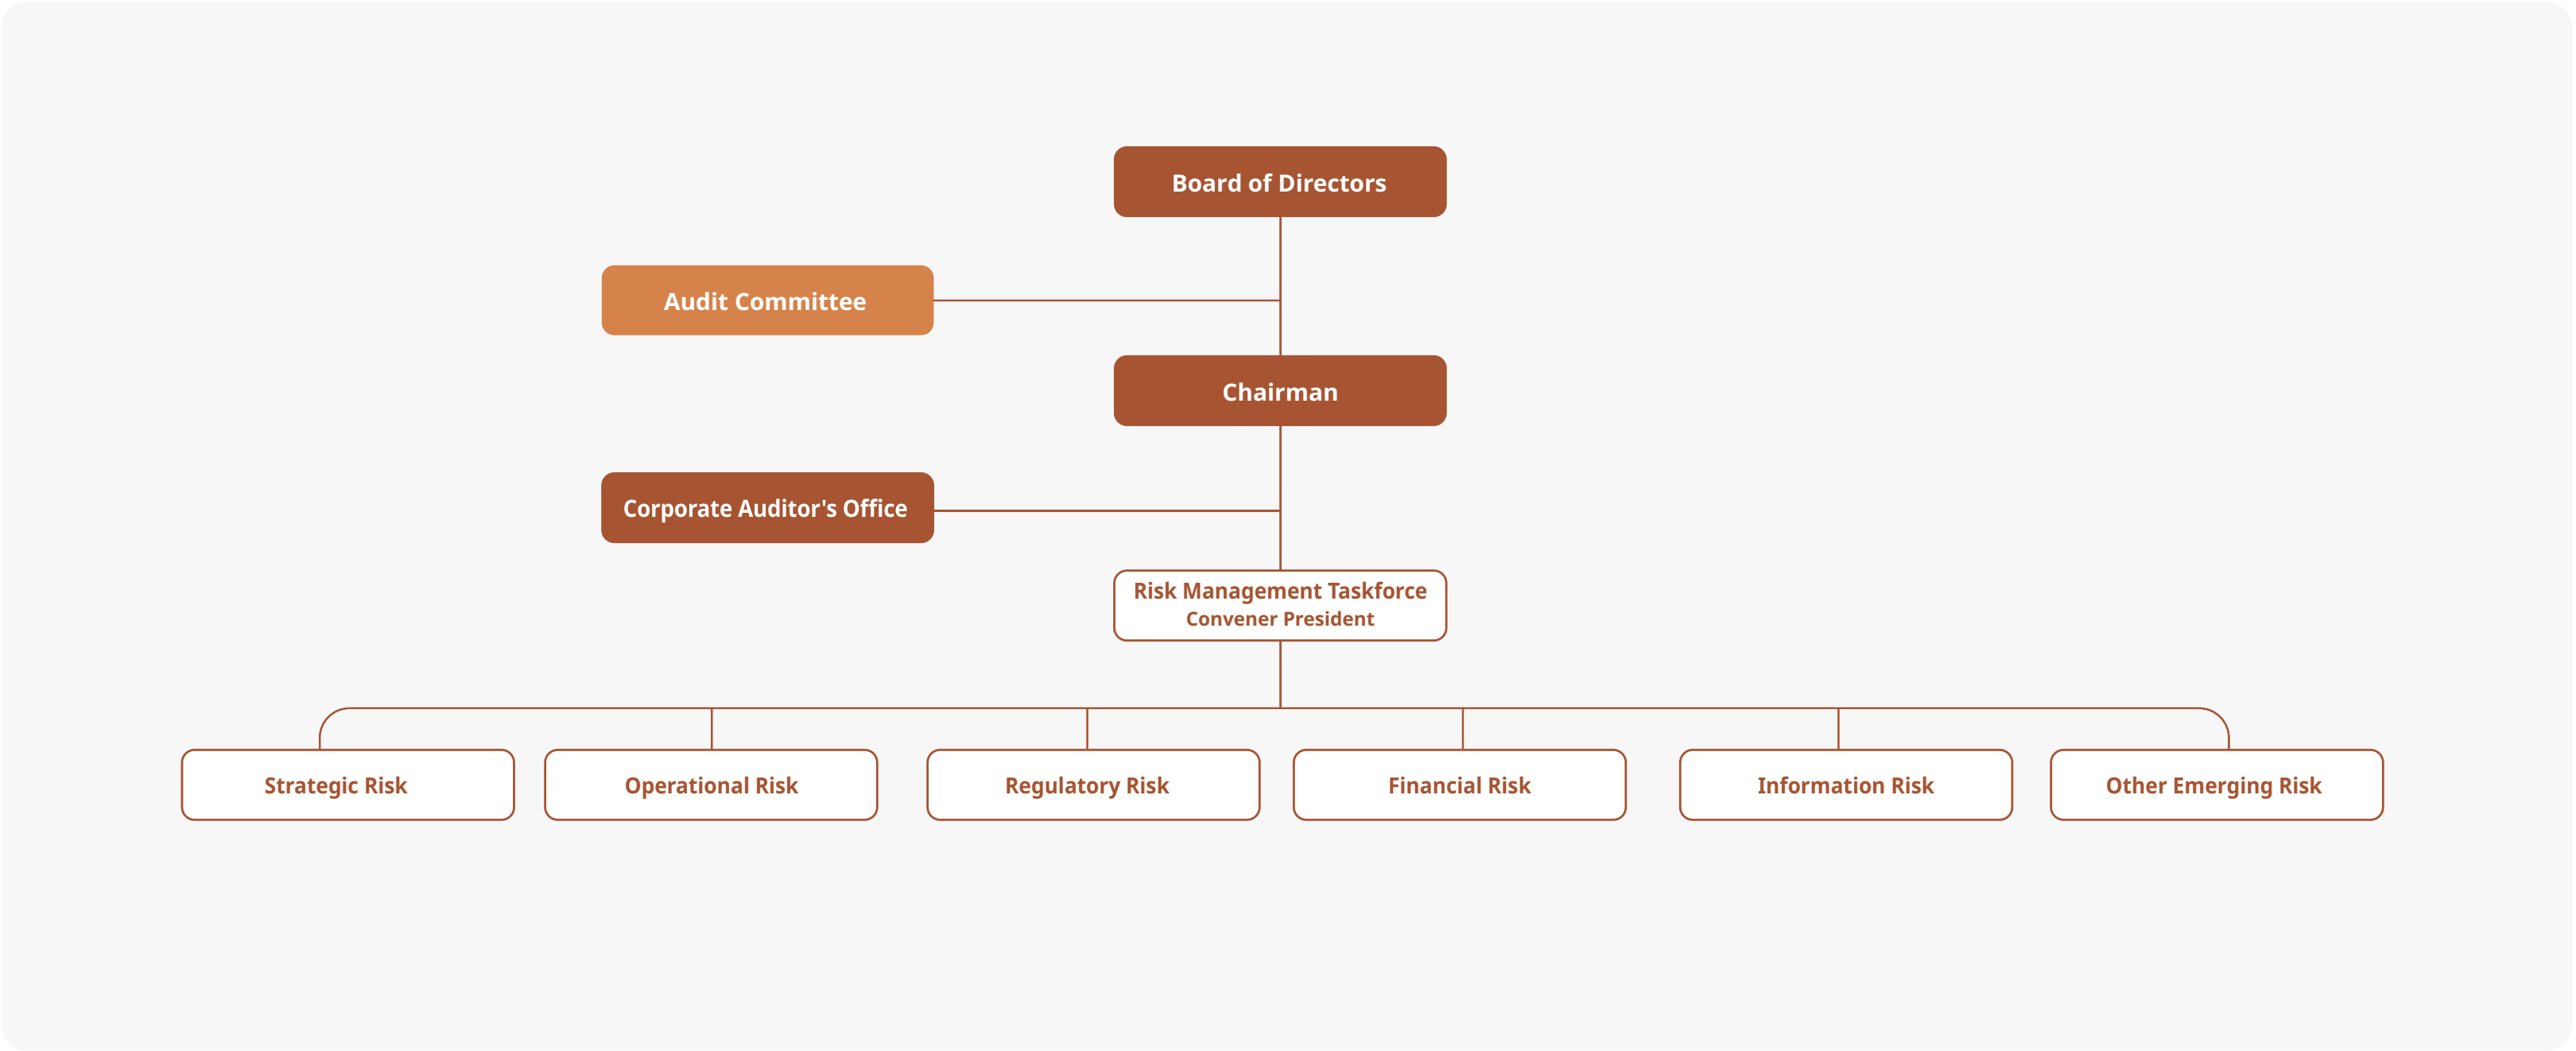 Board of Directors
Audit Committee
Chairman
Corporate Auditor's Office
Risk Management Taskforce
Convener President
Strategic Risk
Operational Risk
Regulatory Risk
Financial Risk
Information Risk
Other Emerging Risk